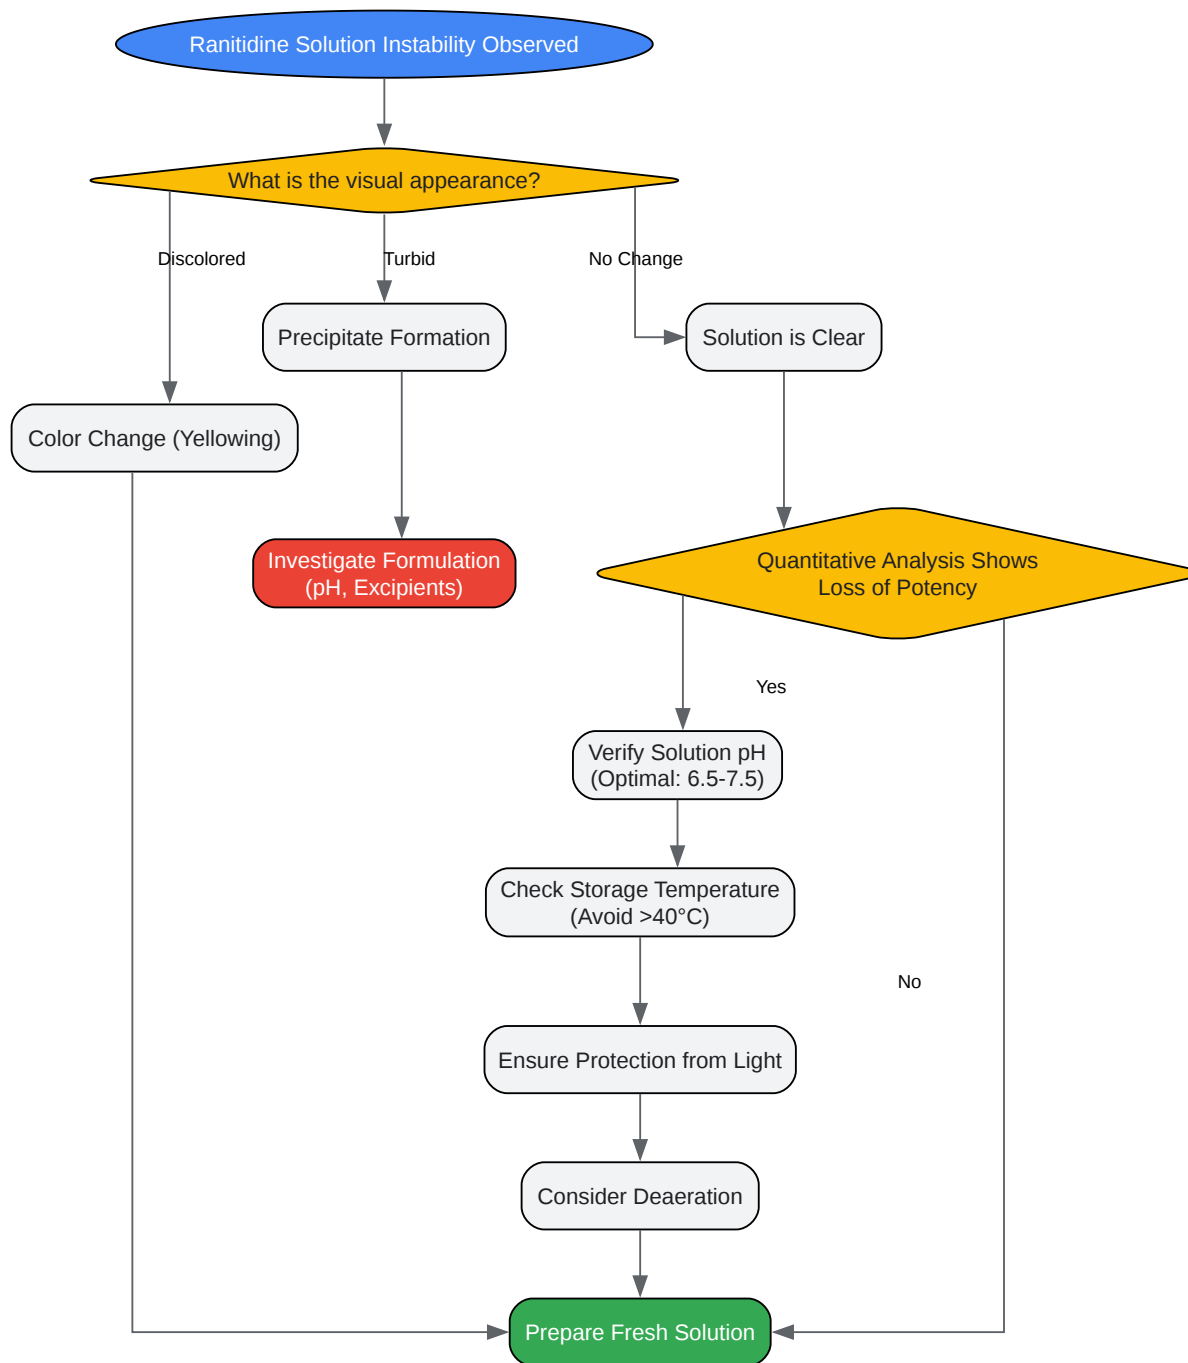 Ranitidine Solution Instability Observed
What is the visual appearance?
Discolored
Turbid
No Change
Precipitate Formation
Solution is Clear
Color Change (Yellowing)
Investigate Formulation
(pH, Excipients)
Quantitative Analysis Shows
Loss of Potency
Yes
Verify Solution pH
(Optimal: 6.5-7.5)
Check Storage Temperature
(Avoid >40°C)
No
Ensure Protection from Light
Consider Deaeration
Prepare Fresh Solution